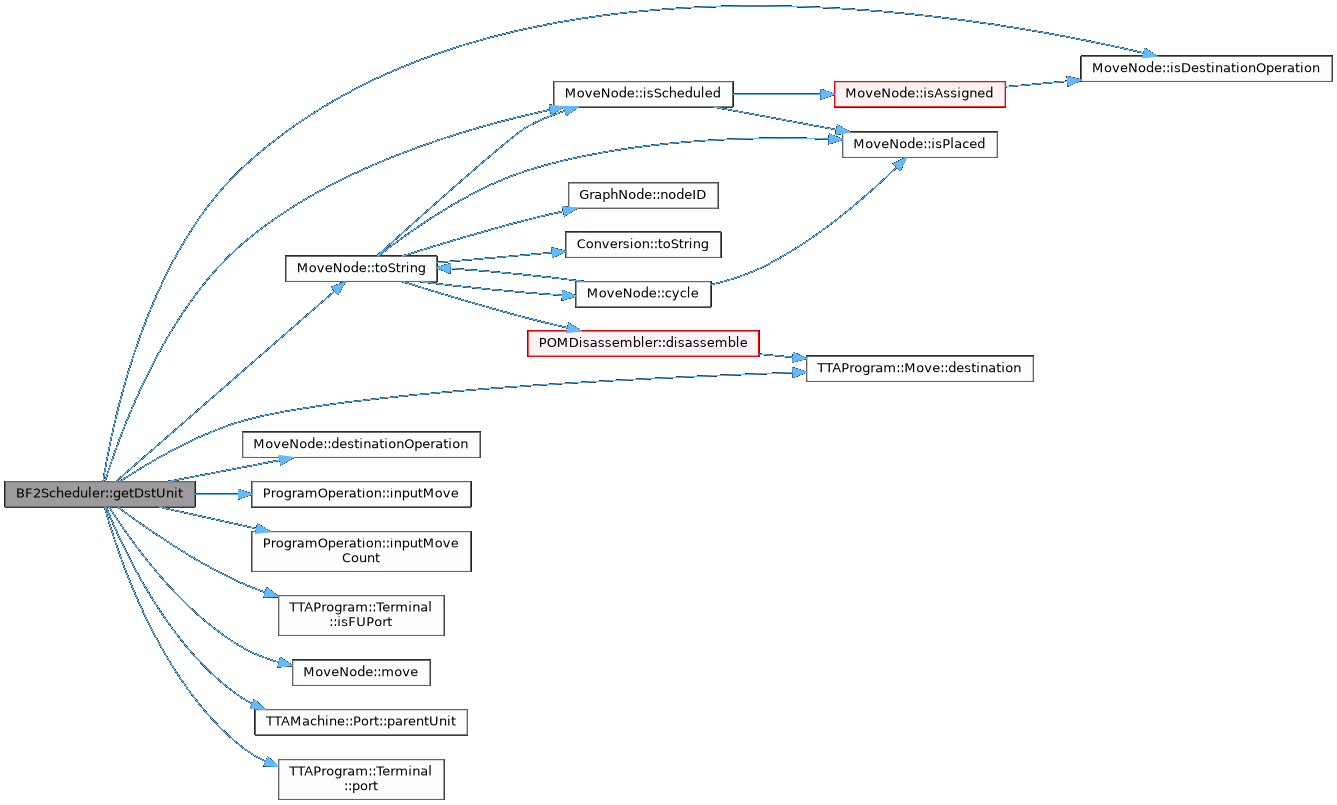 MoveNode::isDestinationOperation
MoveNode::isScheduled
MoveNode::isAssigned
MoveNode::isPlaced
GraphNode::nodeID
Conversion::toString
MoveNode::toString
MoveNode::cycle
POMDisassembler::disassemble
TTAProgram::Move::destination
MoveNode::destinationOperation
BF2Scheduler::getDstUnit
ProgramOperation::inputMove
ProgramOperation::inputMove
Count
TTAProgram::Terminal
::isFUPort
MoveNode::move
TTAMachine::Port::parentUnit
TTAProgram::Terminal
::port